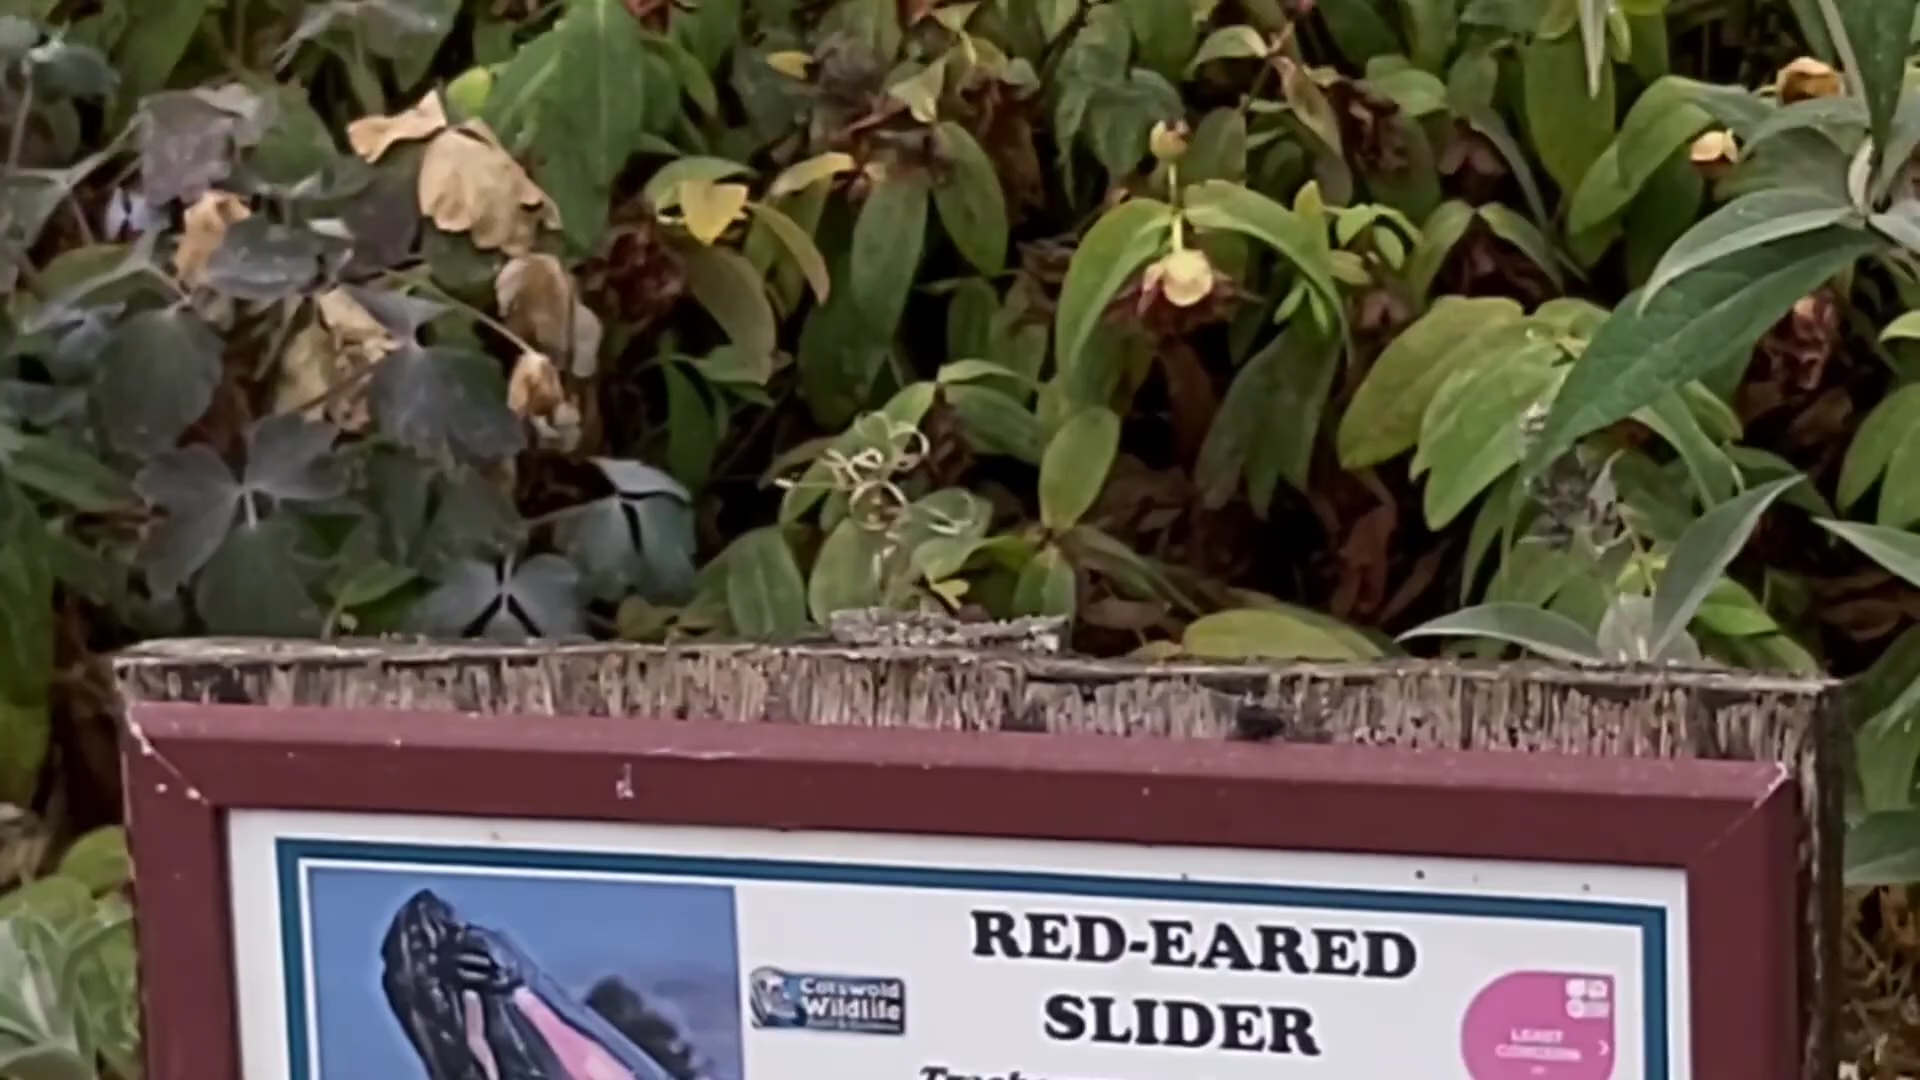 RED-EARED
SLIDER
Cotswold
Wildlife
LEAST
CONCERN